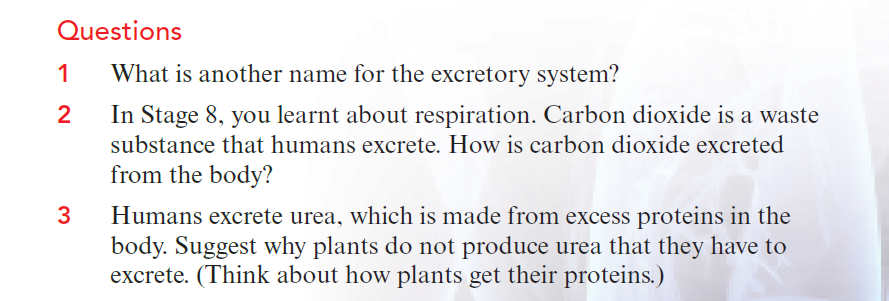 Questions
1 What is another name for the excretory system?
2 In Stage 8, you learnt about respiration. Carbon dioxide is a waste
substance that humans excrete. How is carbon dioxide excreted
from the body?
3 Humans excrete urea, which is made from excess proteins in the
body. Suggest why plants do not produce urea that they have to
excrete. (Think about how plants get their proteins.)